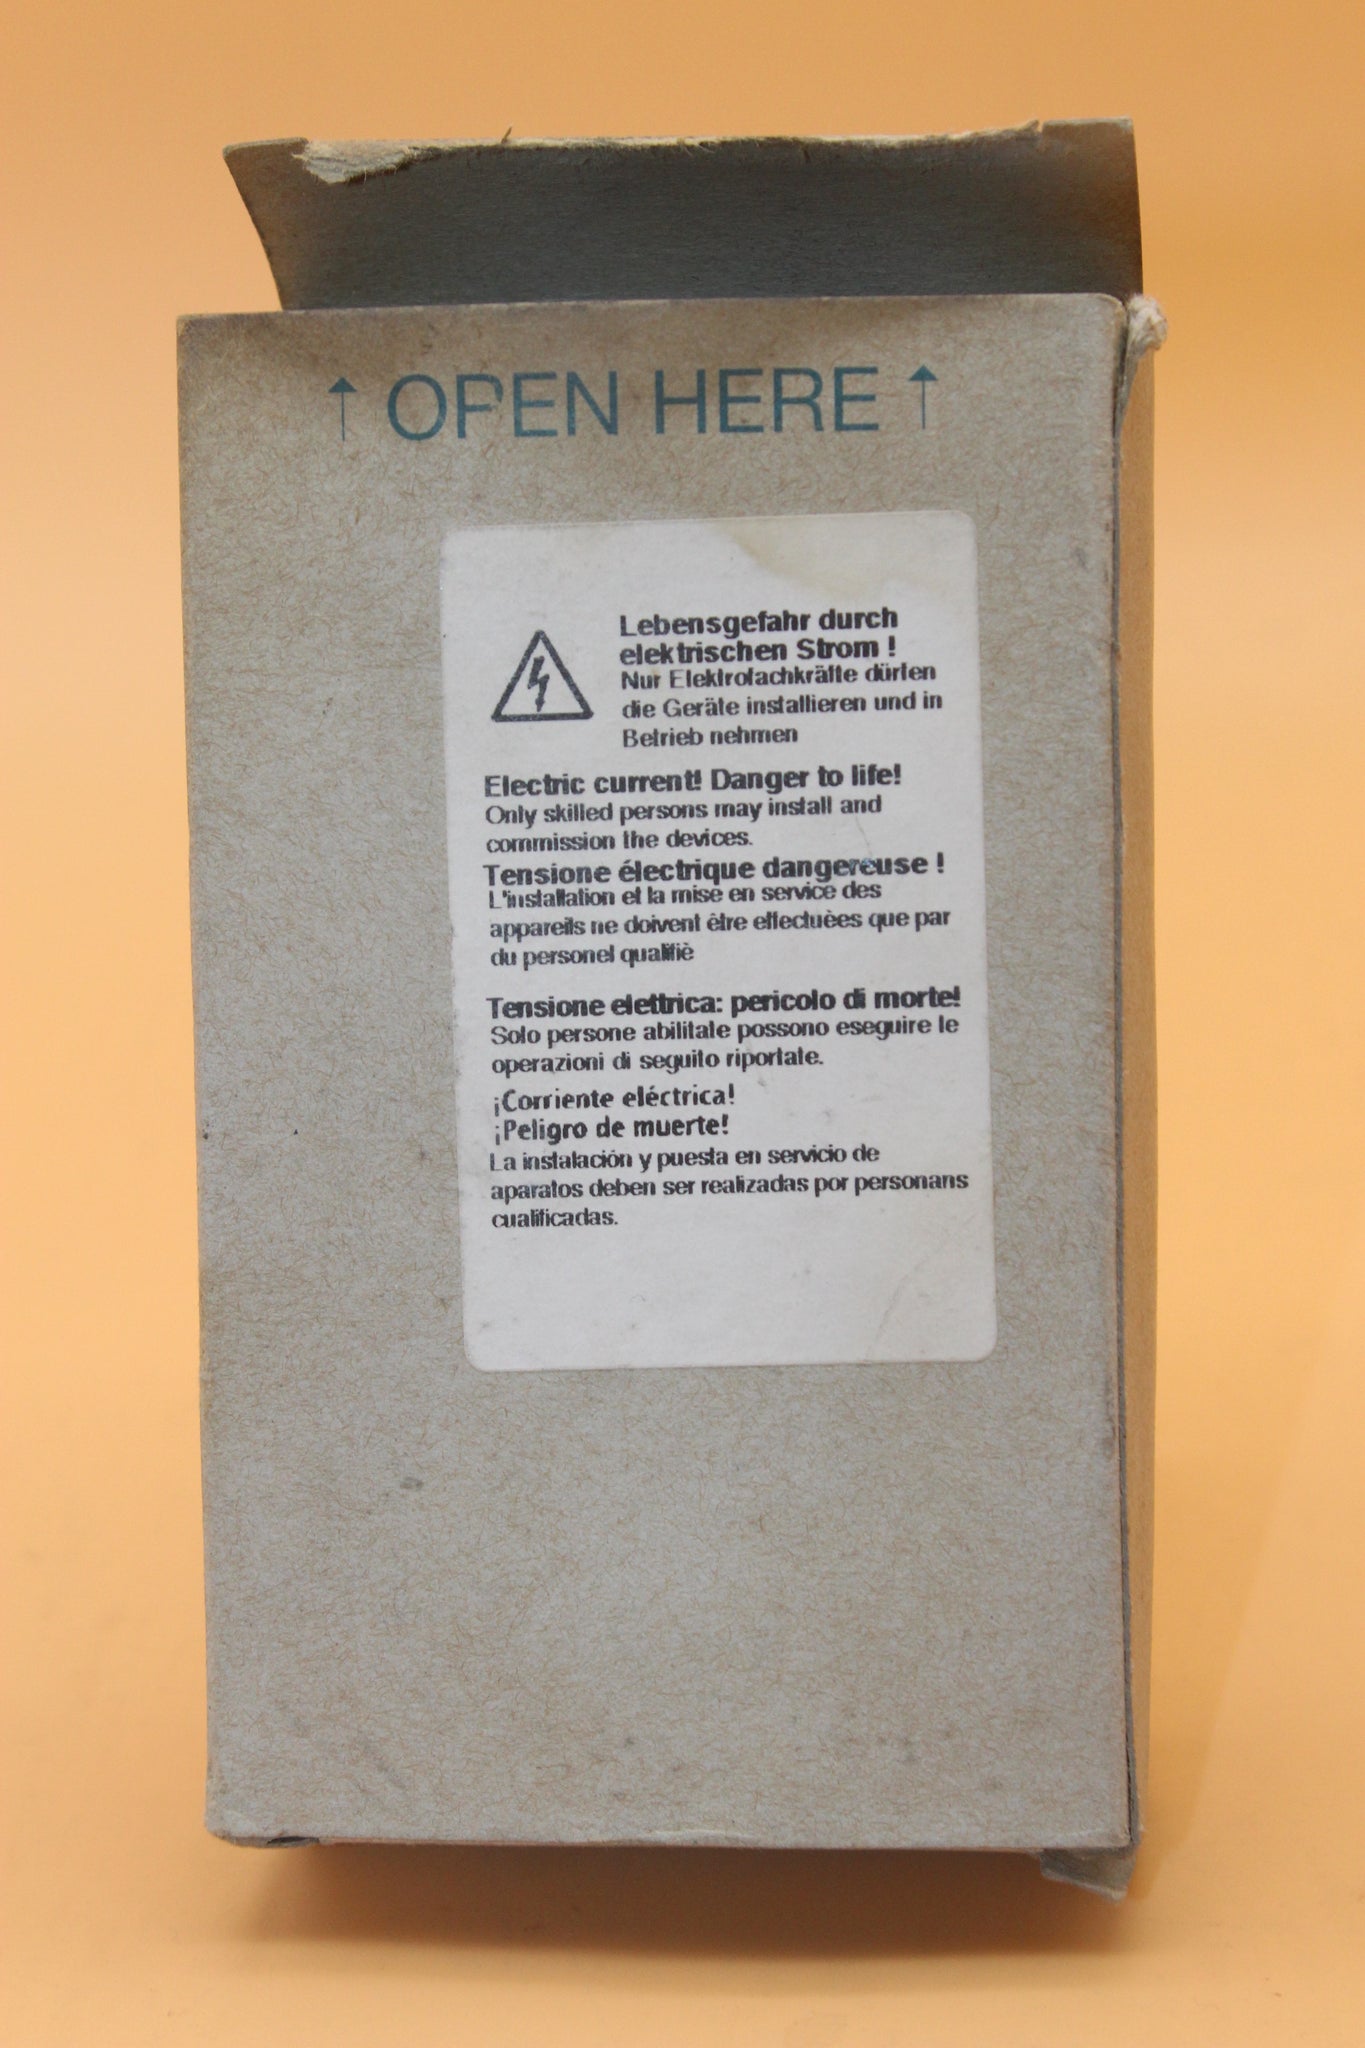 ↑ OPEN HERE ↑
Lebensgefahr durch
elektrischen Strom !
Nur Elektrofachkräfte dürfen
die Geräte installieren und in
Betrieb nehmen
Electric current! Danger to life!
Only skilled persons may install and
commission the devices.
Tensione électrique dangereuse !
L'installation et la mise en service des
appareils ne doivent être effectuèes que par
du personel qualifiè
Tensione elettrica: pericolo di morte!
Solo persone abilitate possono eseguire le
operazioni di seguito riportate.
¡Corriente eléctrica!
¡Peligro de muerte!
La instalación y puesta en servicio de
aparatos deben ser realizadas por personans
cualificadas.